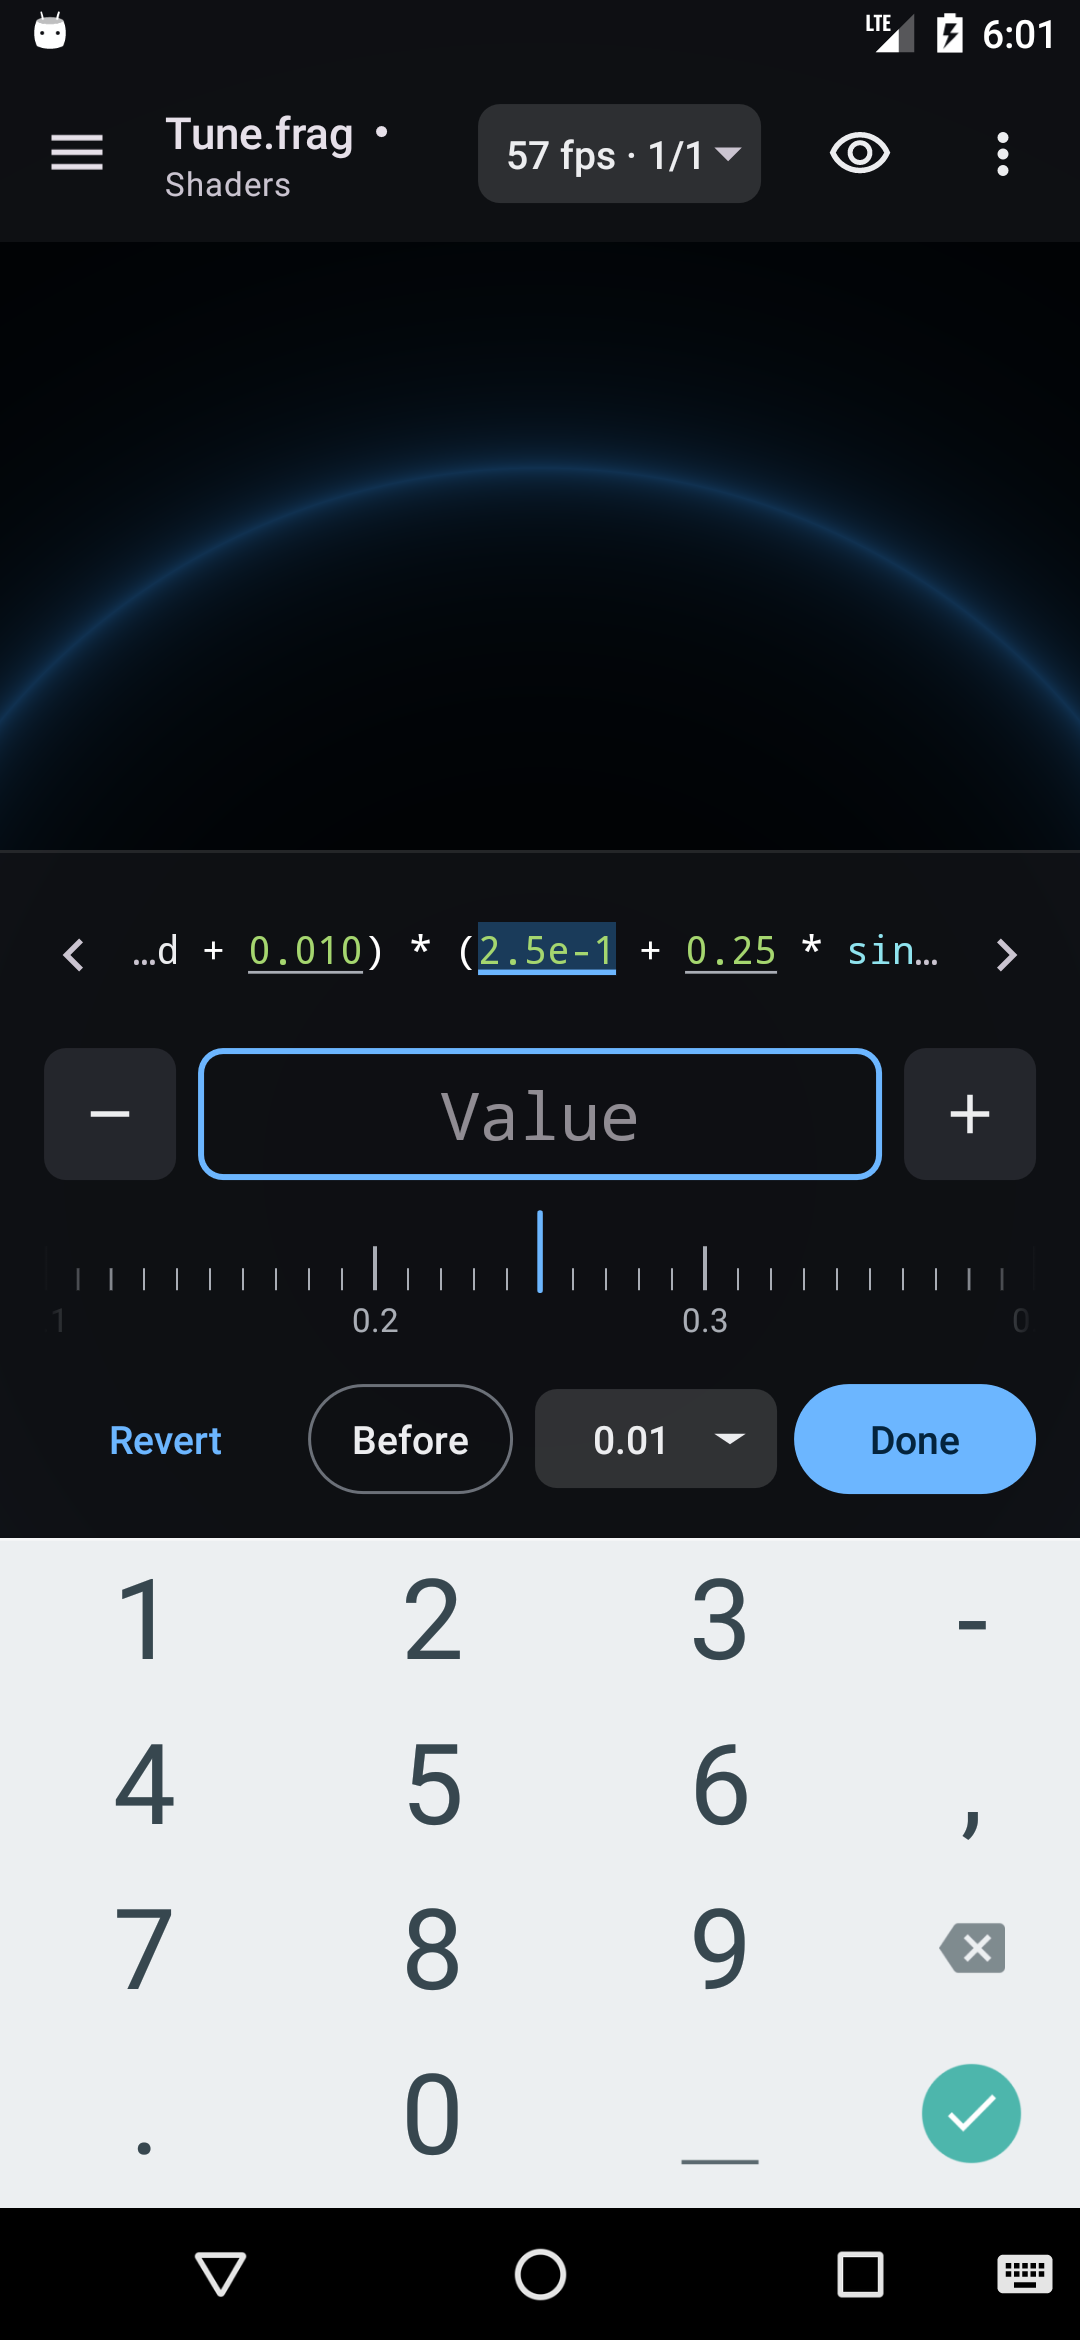 LTE 6:01
Tune.frag •
Shaders
57 fps · 1/1
…d + 0.010) * (2.5e-1 + 0.25 * sin…
− Value +
1 0.2 0.3 0
Revert Before 0.01 Done
1 2 3 -
4 5 6 ,
7 8 9
. 0 _